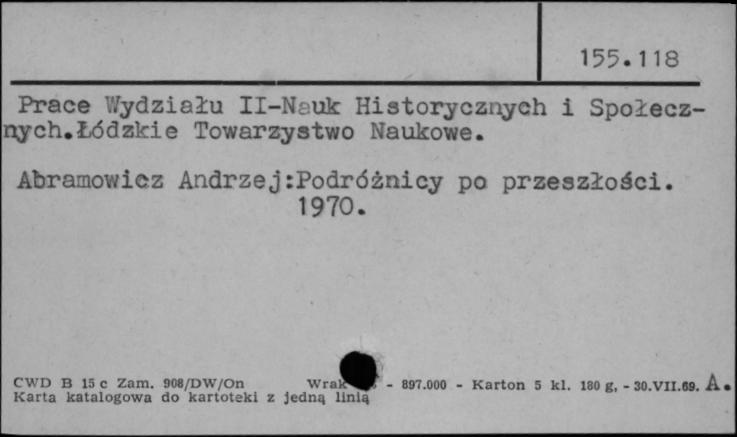 155.118
Prace Wydziału II-Nauk Historycznych i Społecz-
nych.Łódzkie Towarzystwo Naukowe.
Abramowicz Andrzej:Podróżnicy po przeszłości.
1970.
CWD B 15 c Zam. 908/DW/On Wrak - 897.000 - Karton 5 kl. 180 g, - 30.VII.69. A.
Karta katalogowa do kartoteki z jedną linią